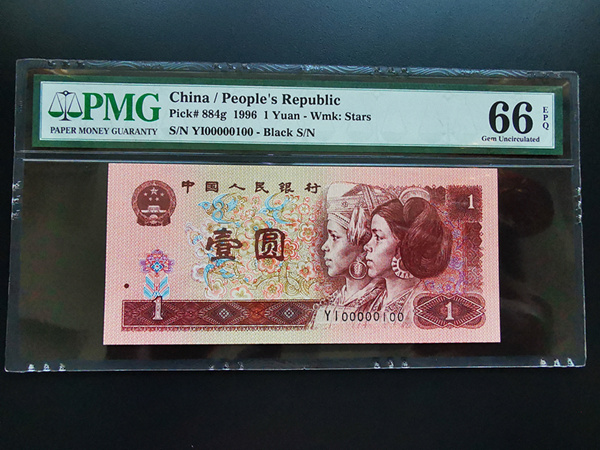 PMG
PAPER MONEY GUARANTY
China / People's Republic
Pick# 884g 1996 1 Yuan - Wmk: Stars
S/N YI00000100 - Black S/N
66 EPQ
Gem Uncirculated
中国人民银行
1
壹圆
YI00000100
1
1